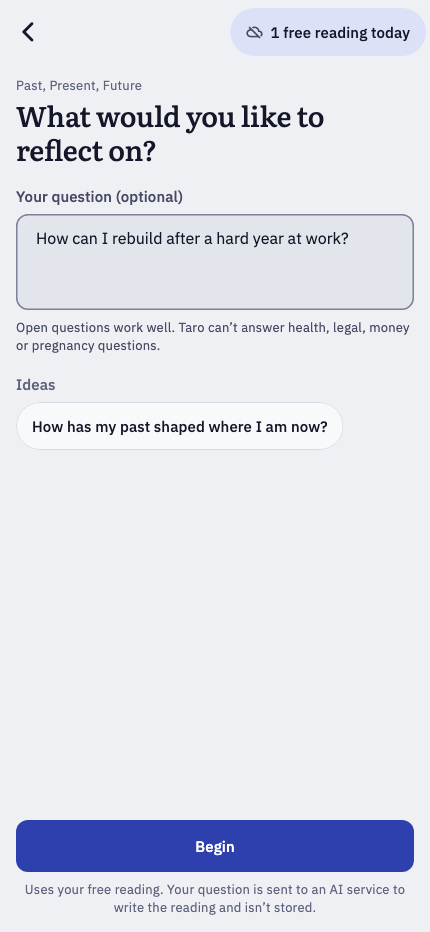 1 free reading today
Past, Present, Future
What would you like to
reflect on?
Your question (optional)
How can I rebuild after a hard year at work?
Open questions work well. Taro can’t answer health, legal, money
or pregnancy questions.
Ideas
How has my past shaped where I am now?
Begin
Uses your free reading. Your question is sent to an AI service to
write the reading and isn’t stored.